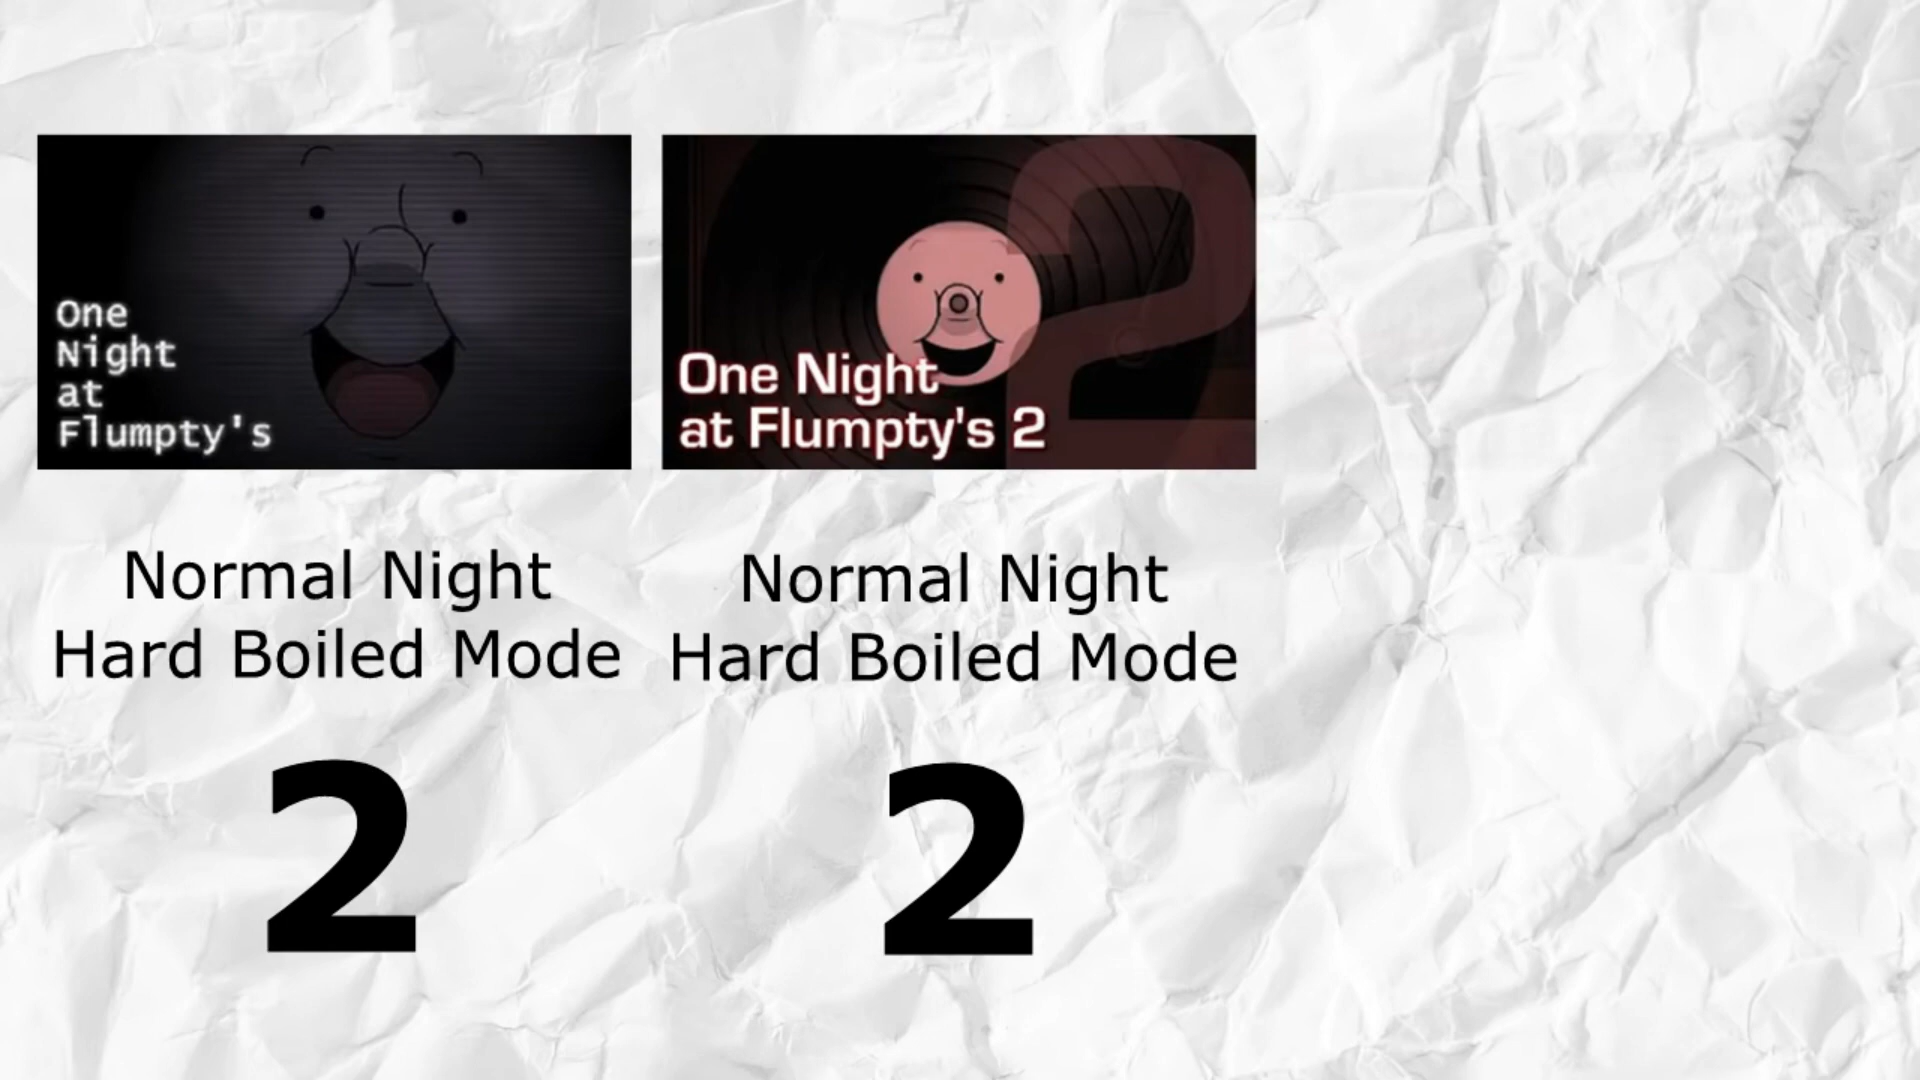 One
Night
at
Flumpty's
2
One Night
at Flumpty's 2
Normal Night
Hard Boiled Mode
2
Normal Night
Hard Boiled Mode
2